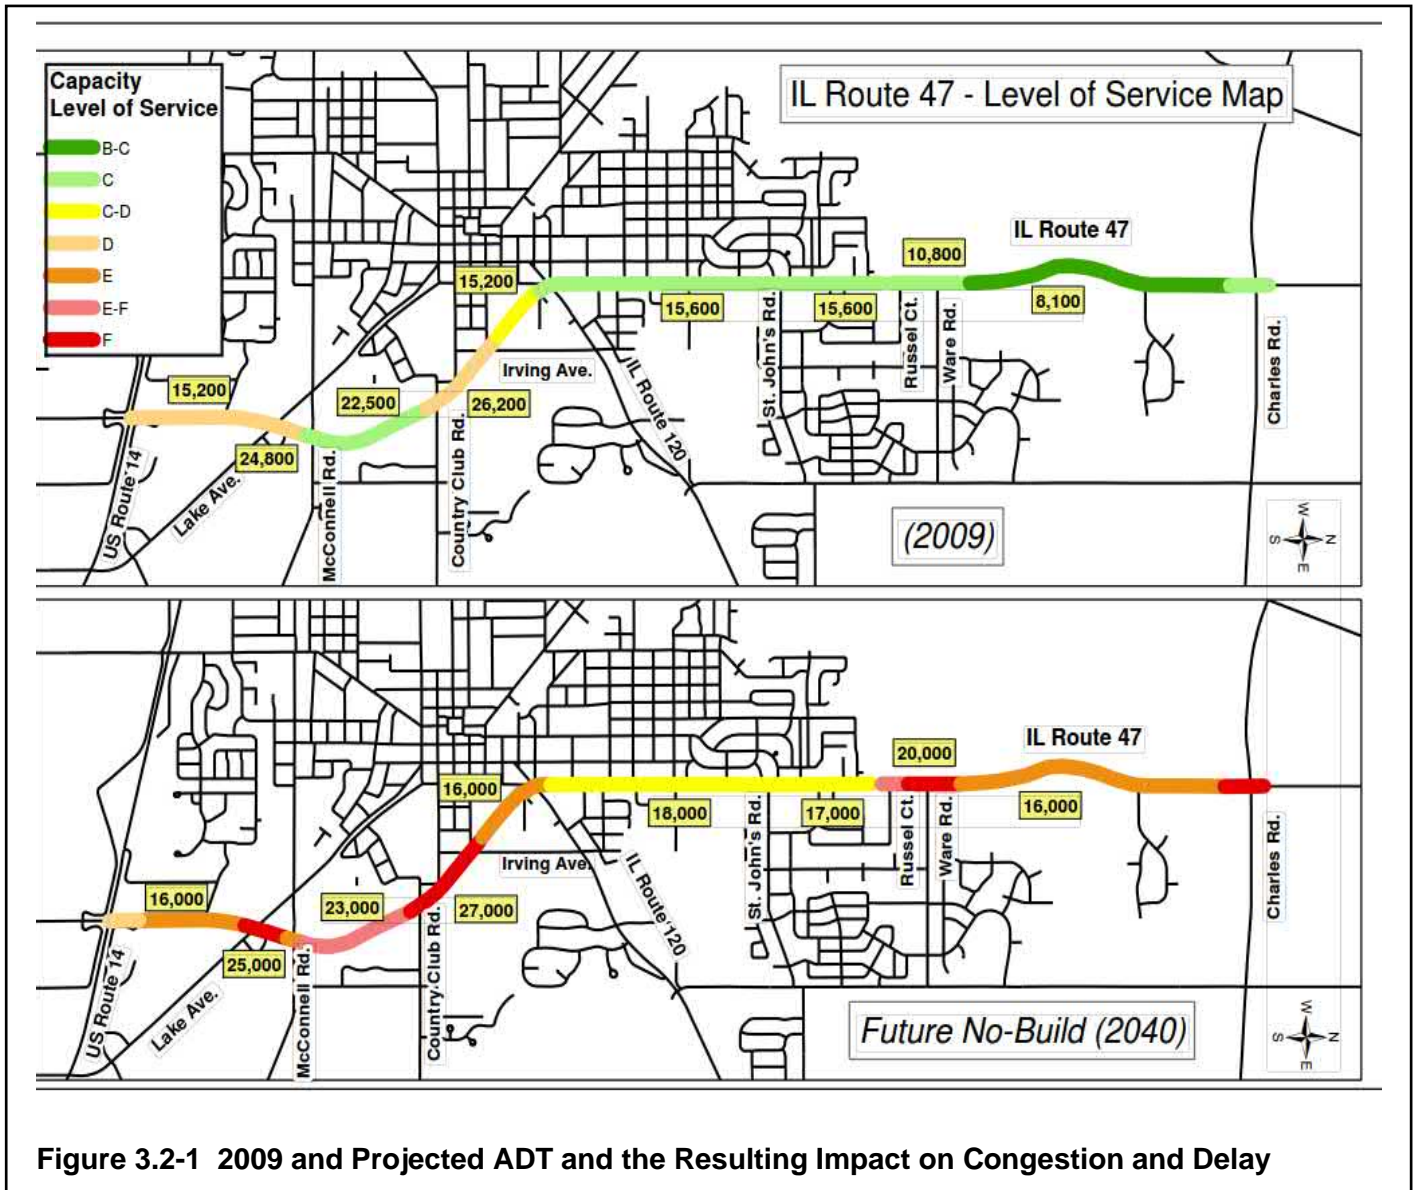 Capacity
Level of Service
B-C
C
C-D
D
E
E-F
F
IL Route 47 - Level of Service Map
IL Route 47
10,800
8,100
15,200
15,600
15,600
Irving Ave.
IL Route 120
St. John's Rd.
Russel Ct.
Ware Rd.
Charles Rd.
15,200
22,500
26,200
24,800
US Route 14
Lake Ave.
McConnell Rd.
Country Club Rd.
(2009)
W
S
N
E
IL Route 47
20,000
16,000
16,000
18,000
17,000
Irving Ave.
IL Route 120
St. John's Rd.
Russel Ct.
Ware Rd.
Charles Rd.
16,000
23,000
27,000
25,000
US Route 14
Lake Ave.
McConnell Rd.
Country Club Rd.
Future No-Build (2040)
W
S
N
E
Figure 3.2-1 2009 and Projected ADT and the Resulting Impact on Congestion and Delay